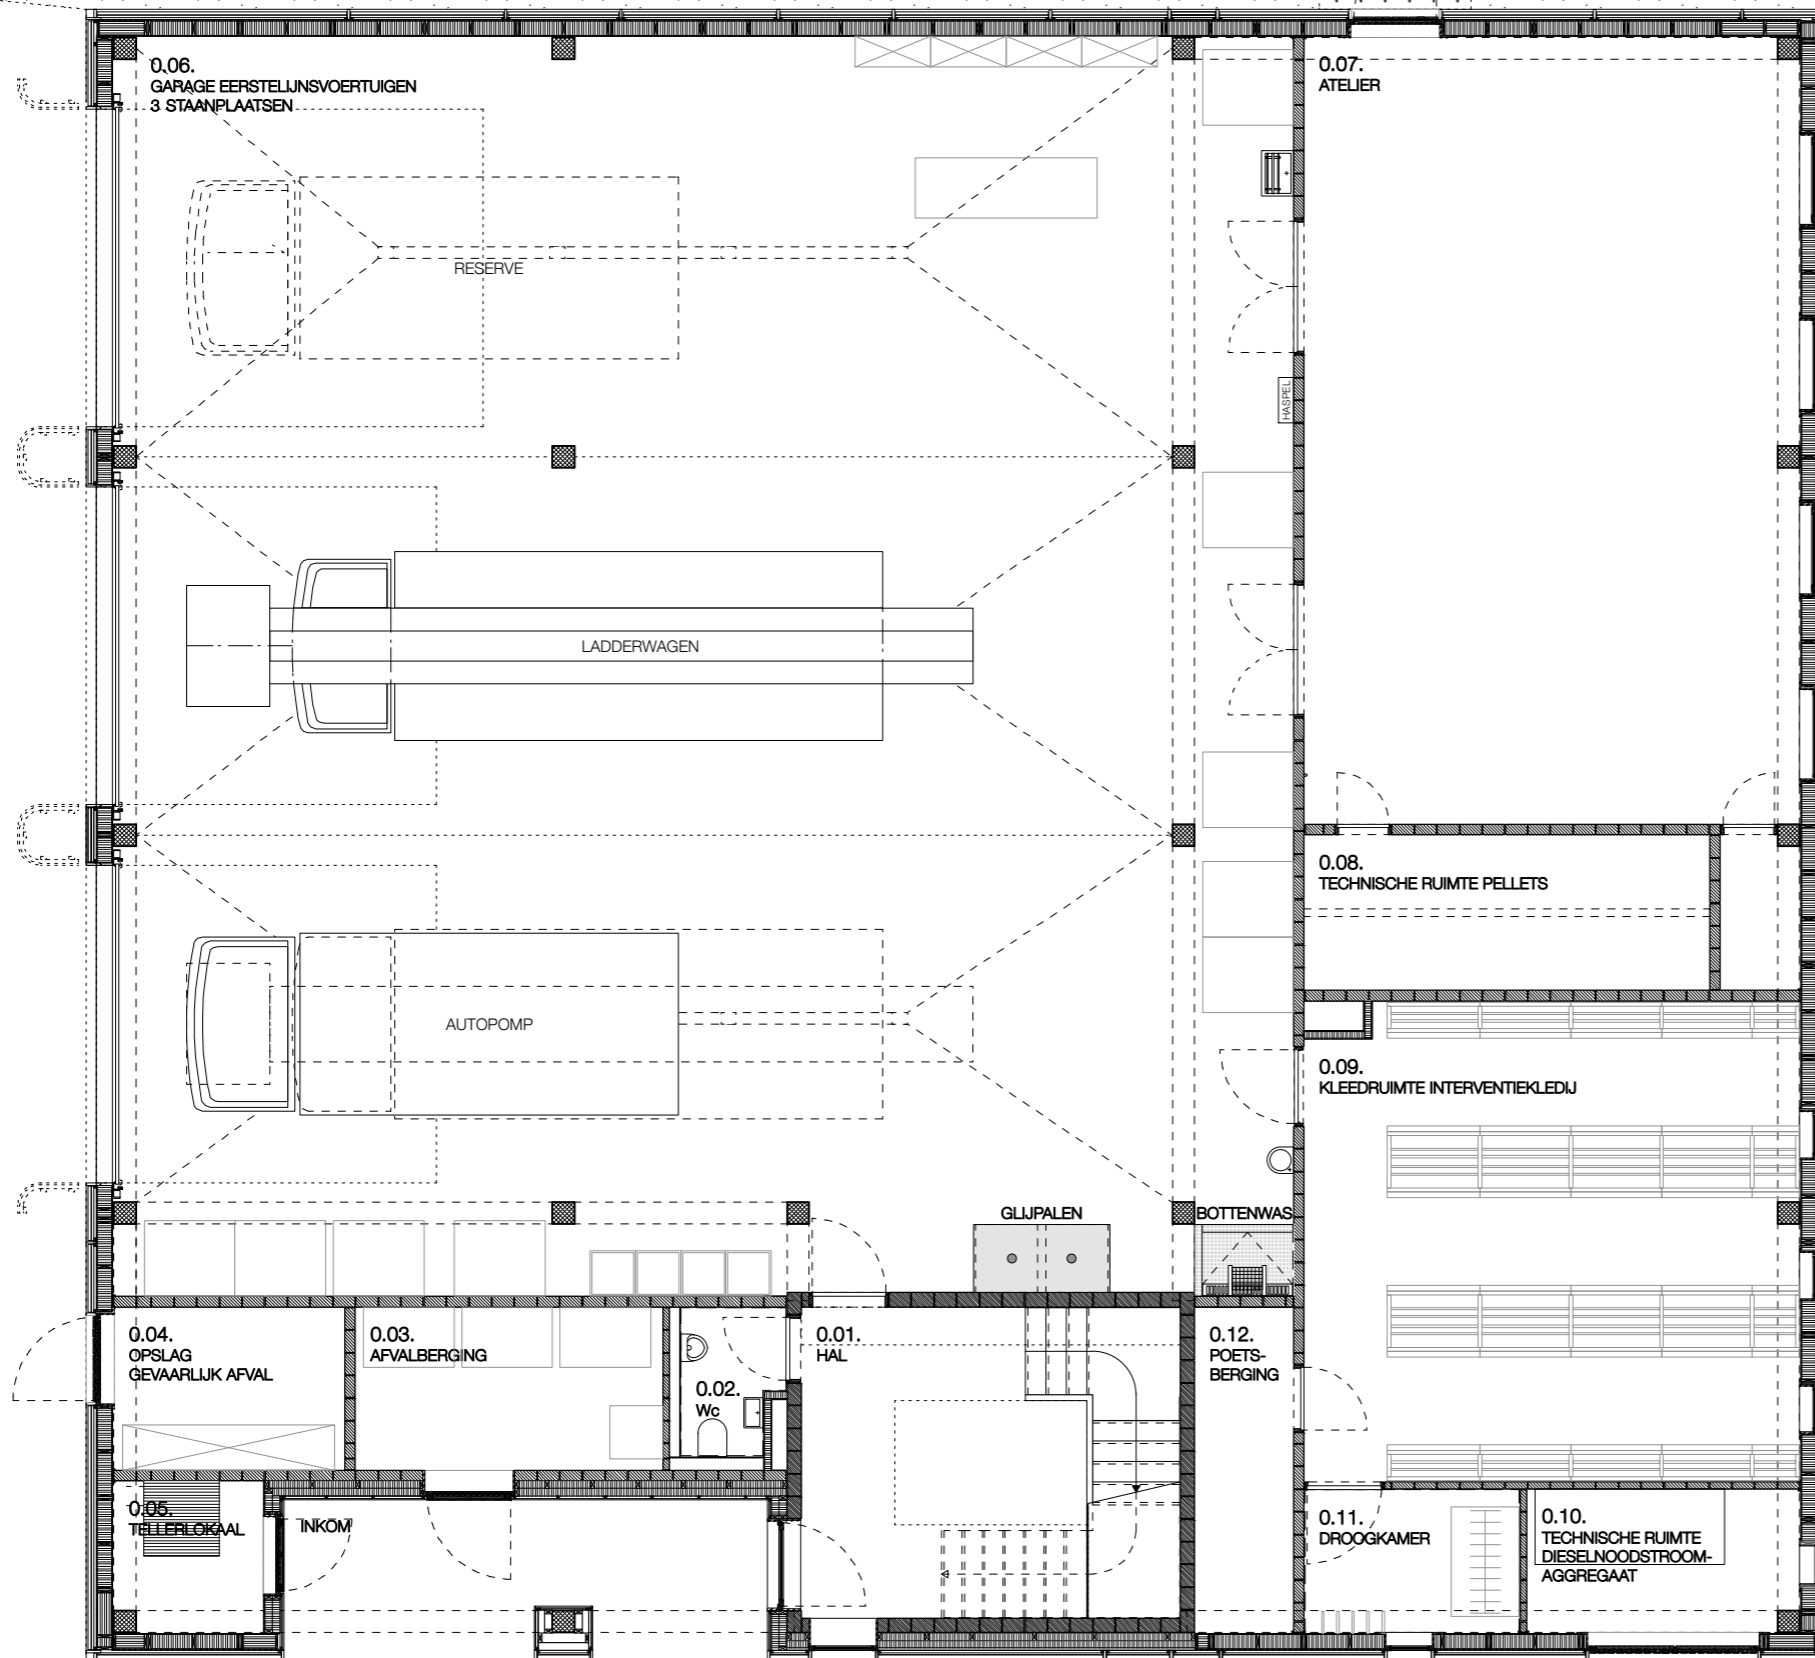 0.06.
GARAGE EERSTELIJNSVOERTUIGEN
3 STAANPLAATSEN
0.07.
ATELIER
RESERVE
HASPEL
LADDERWAGEN
0.08.
TECHNISCHE RUIMTE PELLETS
AUTOPOMP
0.09.
KLEEDRUIMTE INTERVENTIEKLEDIJ
GLIJPALEN
BOTTENWAS
0.04.
OPSLAG
GEVAARLIJK AFVAL
0.03.
AFVALBERGING
0.02.
Wc
0.01.
HAL
0.12.
POETS-
BERGING
0.05.
TELLERLOKAAL
INKOM
0.11.
DROOGKAMER
0.10.
TECHNISCHE RUIMTE
DIESELNOODSTROOM-
AGGREGAAT